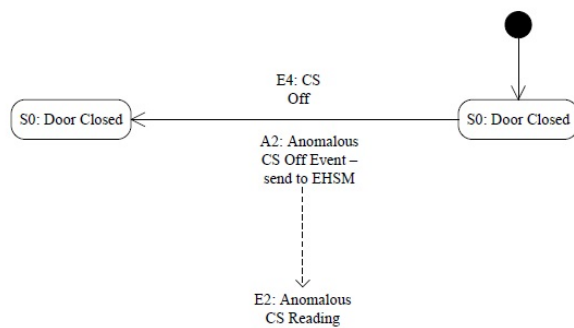 E4: CS
Off
S0: Door Closed
S0: Door Closed
A2: Anomalous
CS Off Event –
send to EHSM
E2: Anomalous
CS Reading